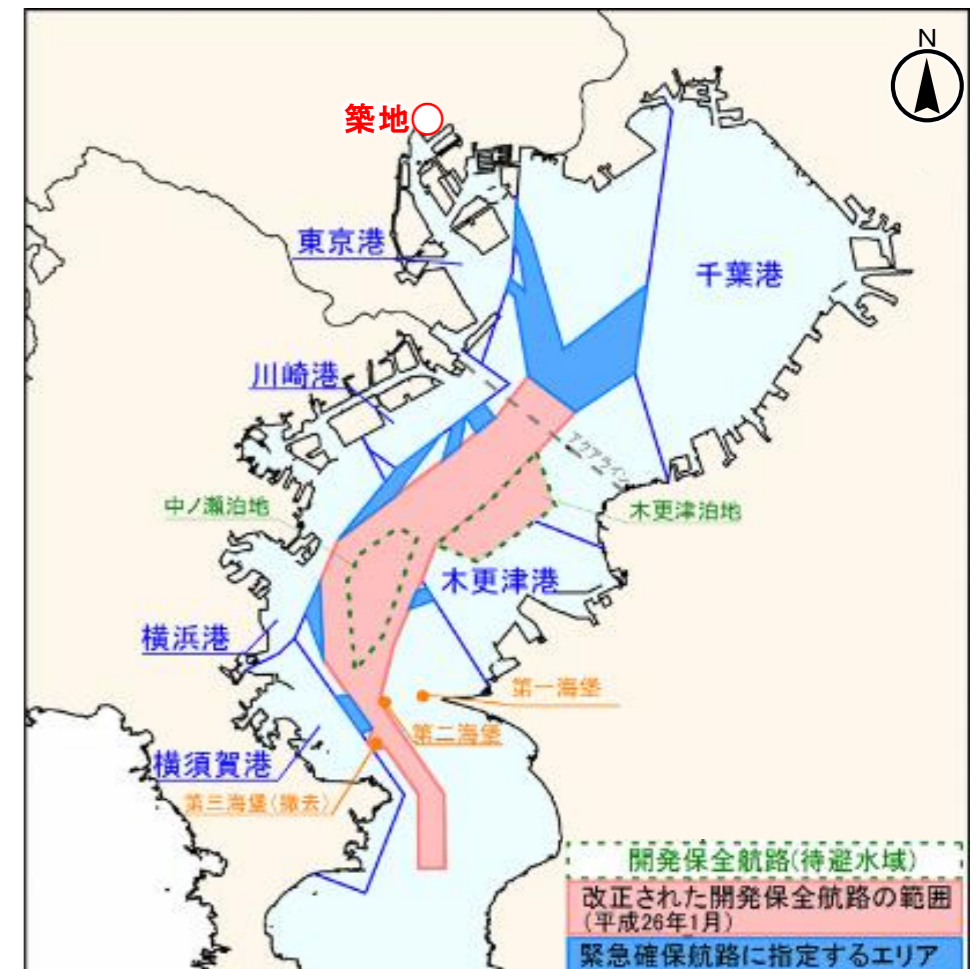 N
築地
東京港
千葉港
川崎港
アクアライン
中ノ瀬泊地
木更津泊地
木更津港
横浜港
第一海堡
第二海堡
横須賀港
第三海堡(撤去)
開発保全航路(待避水域)
改正された開発保全航路の範囲
(平成26年1月)
緊急確保航路に指定するエリア